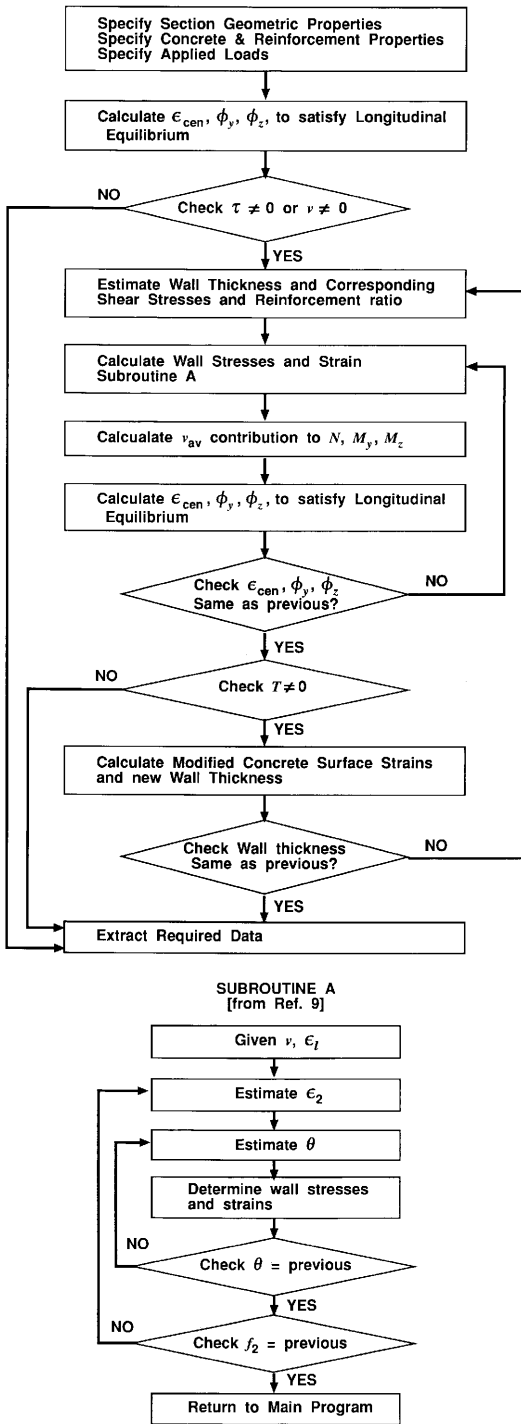 Specify Section Geometric Properties
Specify Concrete & Reinforcement Properties
Specify Applied Loads
Calculate ϵcen, ϕy, ϕz, to satisfy Longitudinal
Equilibrium
NO
Check τ ≠ 0 or v ≠ 0
YES
Estimate Wall Thickness and Corresponding
Shear Stresses and Reinforcement ratio
Calculate Wall Stresses and Strain
Subroutine A
Calcualate vav contribution to N, My, Mz
Calculate ϵcen, ϕy, ϕz, to satisfy Longitudinal
Equilibrium
Check ϵcen, ϕy, ϕz
Same as previous?
NO
YES
NO
Check T≠0
YES
Calculate Modified Concrete Surface Strains
and new Wall Thickness
Check Wall thickness
Same as previous?
NO
YES
Extract Required Data
SUBROUTINE A
[from Ref. 9]
Given v, ϵl
Estimate ϵ2
Estimate θ
Determine wall stresses
and strains
NO
Check θ = previous
YES
NO
Check f2 = previous
YES
Return to Main Program